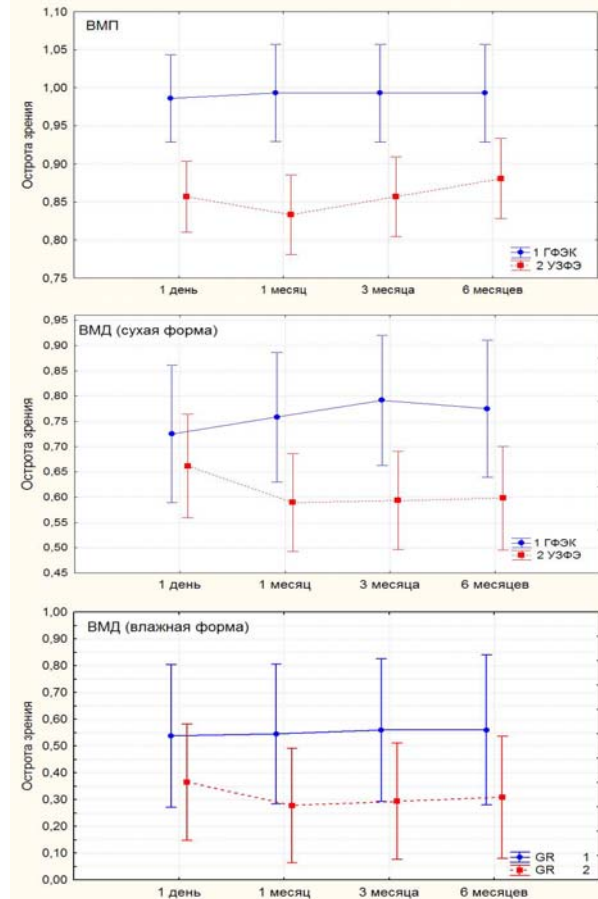 ВМП
Острота зрения
1,10
1,05
1,00
0,95
0,90
0,85
0,80
0,75
1 ГФЭК
2 УЗФЭ
1 день 1 месяц 3 месяца 6 месяцев
ВМД (сухая форма)
Острота зрения
0,95
0,90
0,85
0,80
0,75
0,70
0,65
0,60
0,55
0,50
0,45
1 ГФЭК
2 УЗФЭ
1 день 1 месяц 3 месяца 6 месяцев
ВМД (влажная форма)
Острота зрения
1,00
0,90
0,80
0,70
0,60
0,50
0,40
0,30
0,20
0,10
0,00
GR 1
GR 2
1 день 1 месяц 3 месяца 6 месяцев